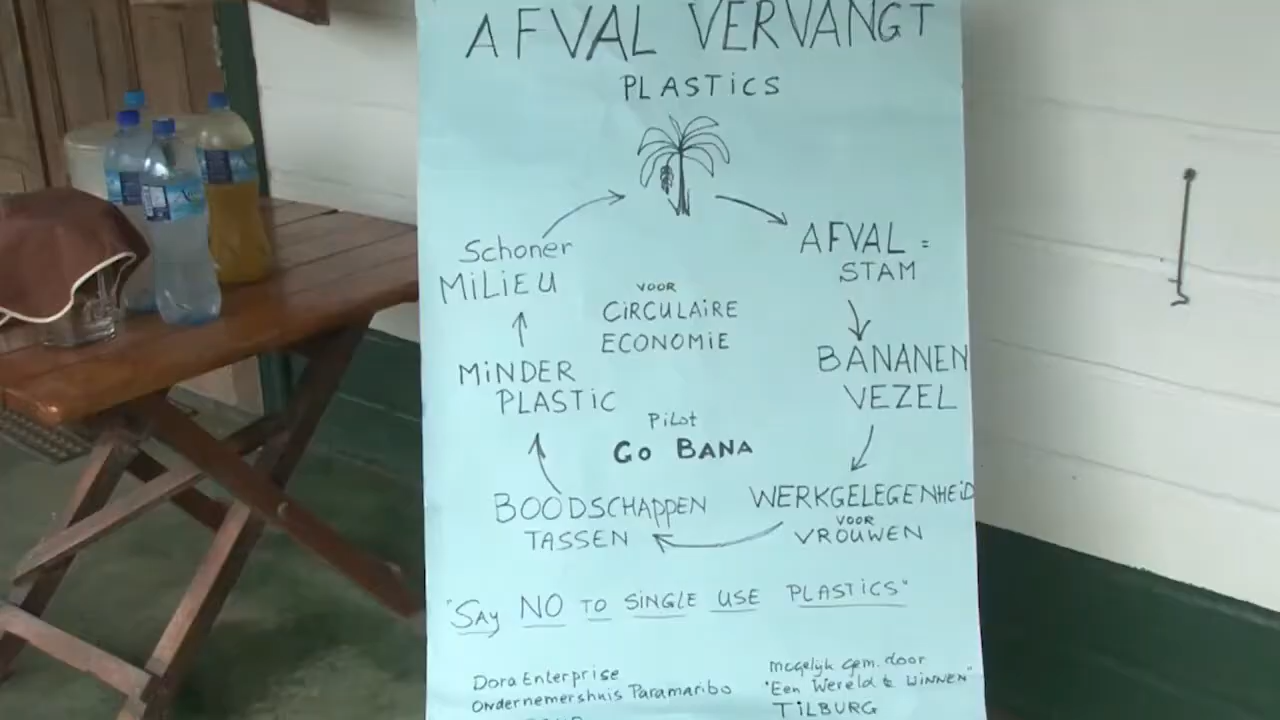 AFVAL VERVANGT
PLASTICS
AFVAL =
STAM
BANANEN
VEZEL
WERKGELEGENHEID
VOOR
VROUWEN
BOODSCHAPPEN
TASSEN
MINDER
PLASTIC
Schoner
MILIEU
VOOR
CIRCULAIRE
ECONOMIE
Pilot
GO BANA
"SAY NO TO SINGLE USE PLASTICS"
Dora Enterprise
Ondernemershuis Paramaribo
mogelijk gem. door
"Een Wereld te WINNEN"
TILBURG